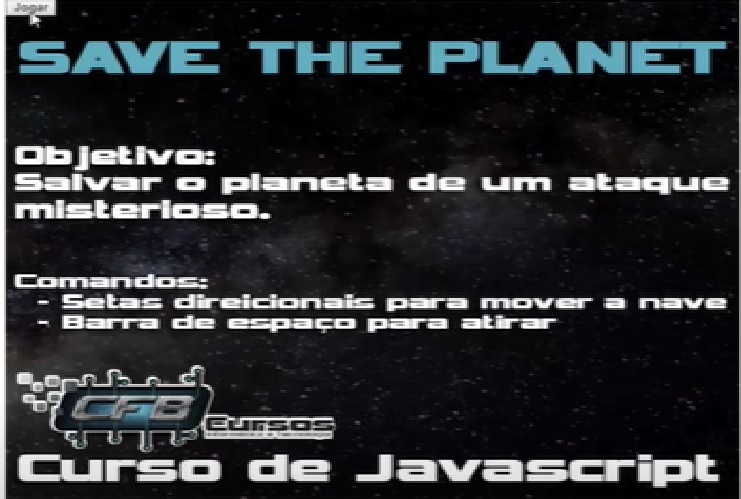 Jogar
SAVE THE PLANET
Objetivo:
Salvar o planeta de um ataque
misterioso.
Comandos:
- Setas direicionais para mover a nave
- Barra de espaço para atirar
CFB
Cursos
Curso de Javascript